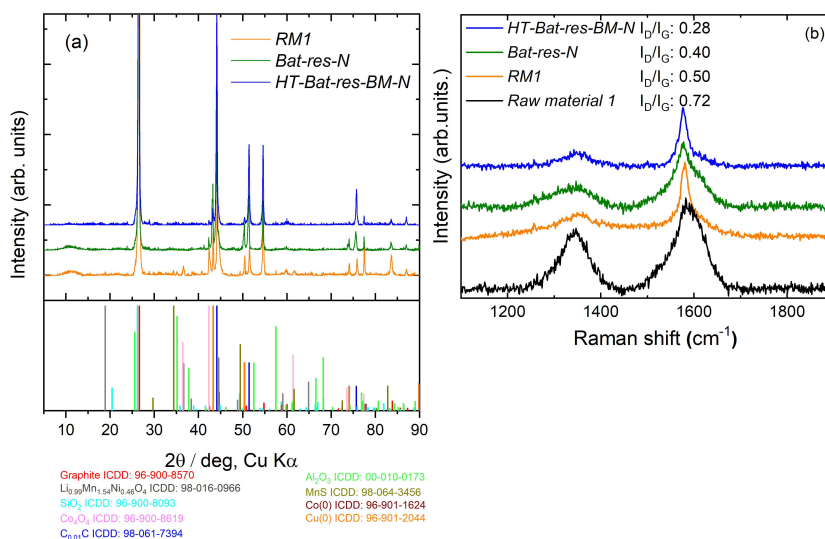 (a)
RM1
Bat-res-N
HT-Bat-res-BM-N
Intensity (arb. units)
10 20 30 40 50 60 70 80 90
2θ / deg, Cu Kα
Graphite ICDD: 96-900-8570
Li0.99Mn1.54Ni0.46O4 ICDD: 98-016-0966
SiO2 ICDD: 96-900-8093
Co4O4 ICDD: 96-900-8619
C0.01C ICDD: 98-061-7394
Al2O3 ICDD: 00-010-0173
MnS ICDD: 98-064-3456
Co(0) ICDD: 96-901-1624
Cu(0) ICDD: 96-901-2044
(b)
HT-Bat-res-BM-N ID/IG: 0.28
Bat-res-N ID/IG: 0.40
RM1 ID/IG: 0.50
Raw material 1 ID/IG: 0.72
Intensity (arb.units.)
1200 1400 1600 1800
Raman shift (cm-1)